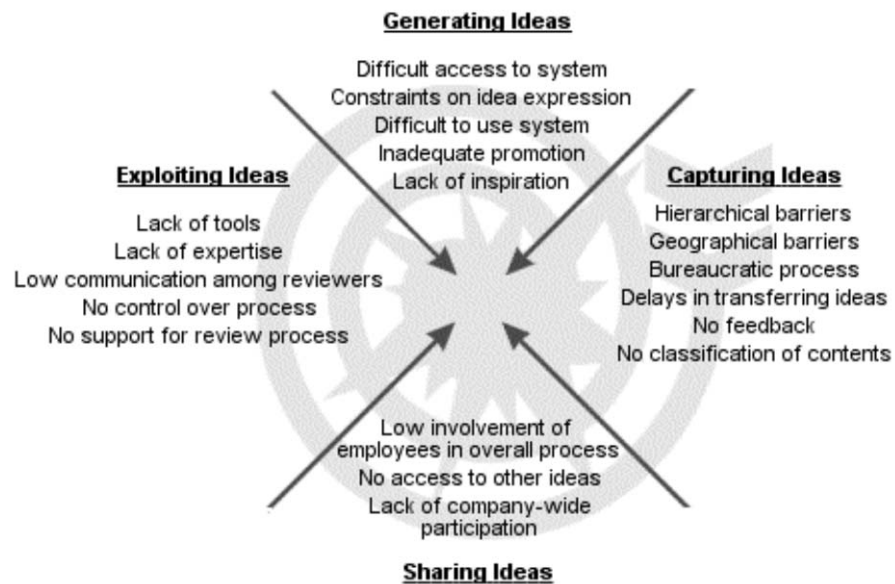 Generating Ideas
Difficult access to system
Constraints on idea expression
Difficult to use system
Inadequate promotion
Lack of inspiration
Exploiting Ideas
Lack of tools
Lack of expertise
Low communication among reviewers
No control over process
No support for review process
Capturing Ideas
Hierarchical barriers
Geographical barriers
Bureaucratic process
Delays in transferring ideas
No feedback
No classification of contents
Low involvement of
employees in overall process
No access to other ideas
Lack of company-wide
participation
Sharing Ideas